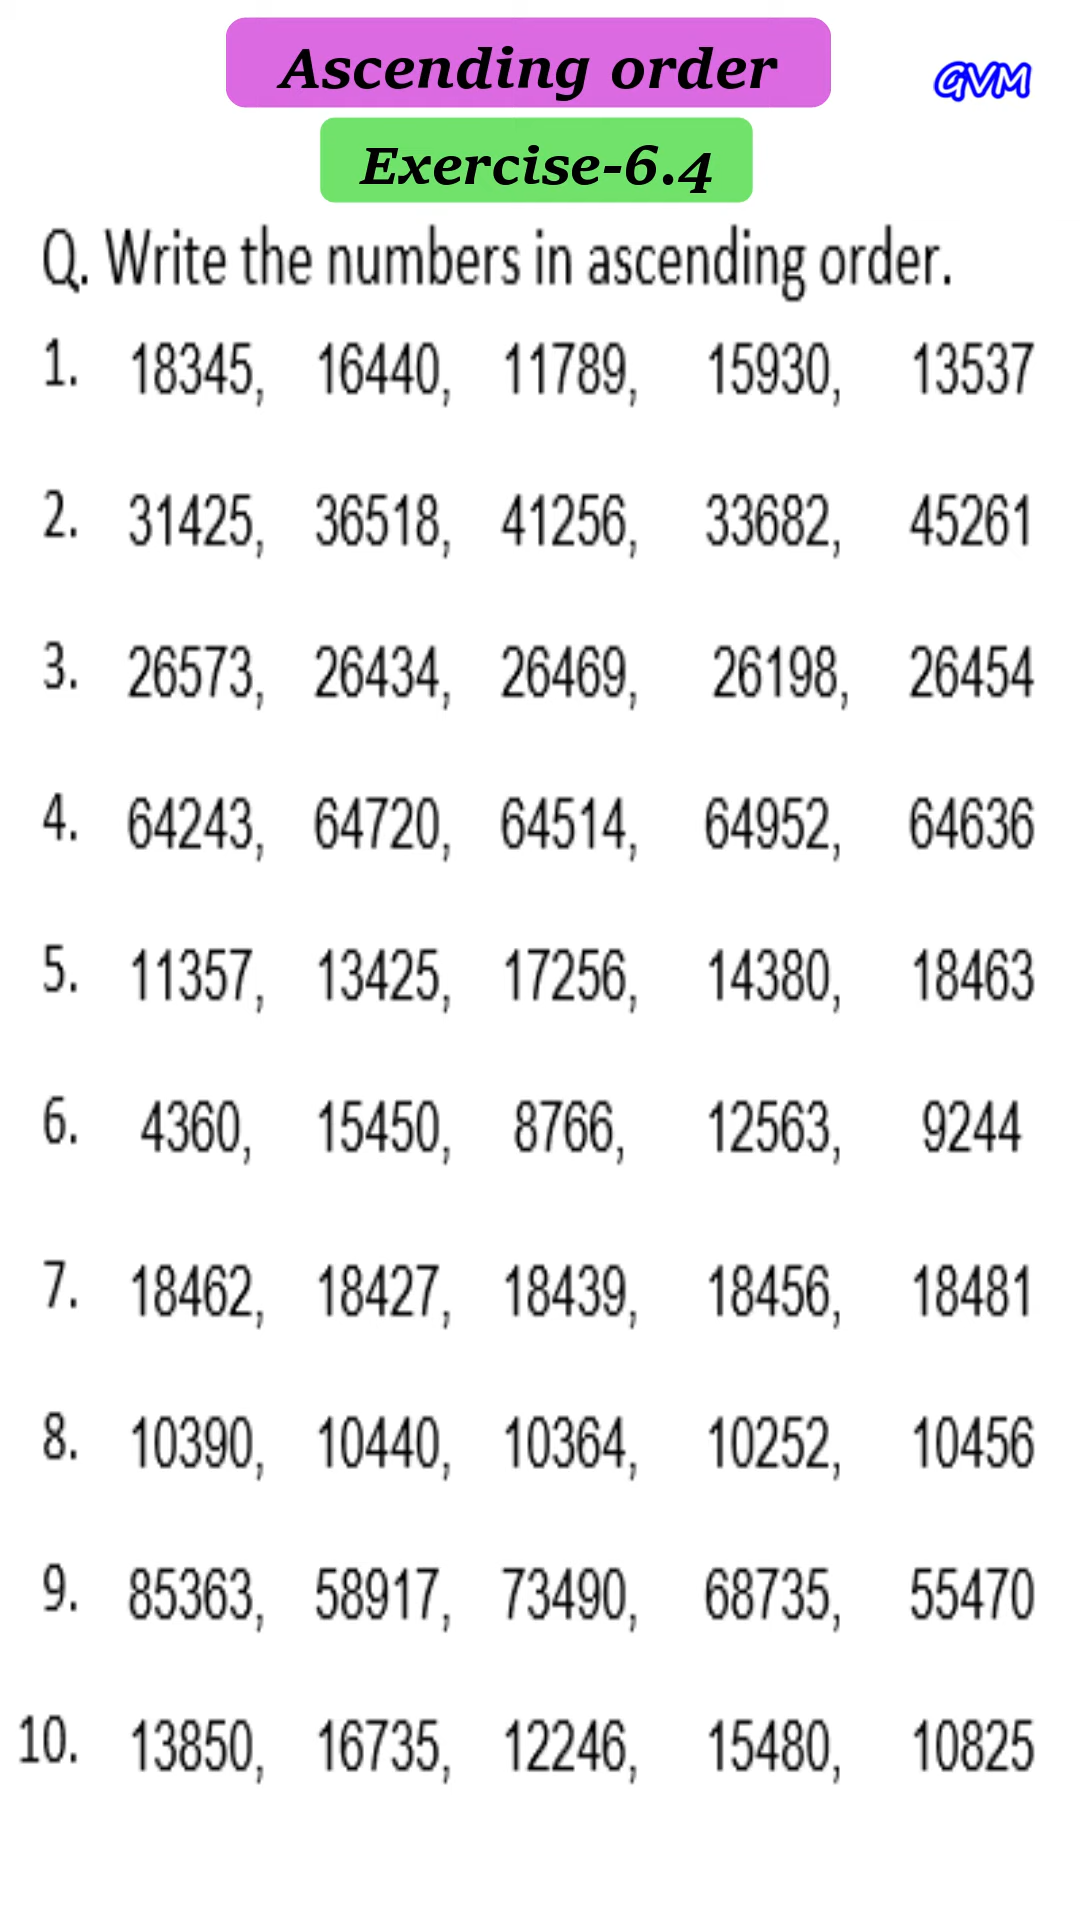 Ascending order
GVM
Exercise-6.4
Q. Write the numbers in ascending order.
1. 18345, 16440, 11789, 15930, 13537
2. 31425, 36518, 41256, 33682, 45261
3. 26573, 26434, 26469, 26198, 26454
4. 64243, 64720, 64514, 64952, 64636
5. 11357, 13425, 17256, 14380, 18463
6. 4360, 15450, 8766, 12563, 9244
7. 18462, 18427, 18439, 18456, 18481
8. 10390, 10440, 10364, 10252, 10456
9. 85363, 58917, 73490, 68735, 55470
10. 13850, 16735, 12246, 15480, 10825